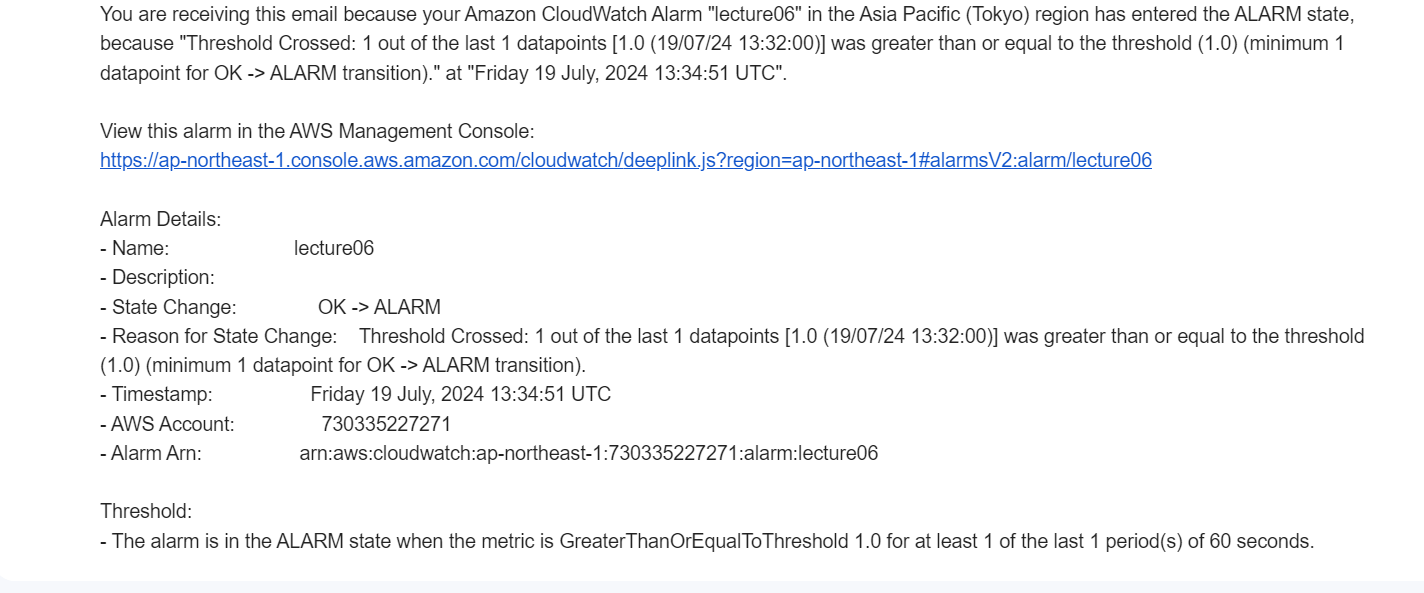 You are receiving this email because your Amazon CloudWatch Alarm "lecture06" in the Asia Pacific (Tokyo) region has entered the ALARM state,
because "Threshold Crossed: 1 out of the last 1 datapoints [1.0 (19/07/24 13:32:00)] was greater than or equal to the threshold (1.0) (minimum 1
datapoint for OK -> ALARM transition)." at "Friday 19 July, 2024 13:34:51 UTC".
View this alarm in the AWS Management Console:
https://ap-northeast-1.console.aws.amazon.com/cloudwatch/deeplink.js?region=ap-northeast-1#alarmsV2:alarm/lecture06
Alarm Details:
- Name: lecture06
- Description:
- State Change: OK -> ALARM
- Reason for State Change: Threshold Crossed: 1 out of the last 1 datapoints [1.0 (19/07/24 13:32:00)] was greater than or equal to the threshold
(1.0) (minimum 1 datapoint for OK -> ALARM transition).
- Timestamp: Friday 19 July, 2024 13:34:51 UTC
- AWS Account: 730335227271
- Alarm Arn: arn:aws:cloudwatch:ap-northeast-1:730335227271:alarm:lecture06
Threshold:
- The alarm is in the ALARM state when the metric is GreaterThanOrEqualToThreshold 1.0 for at least 1 of the last 1 period(s) of 60 seconds.